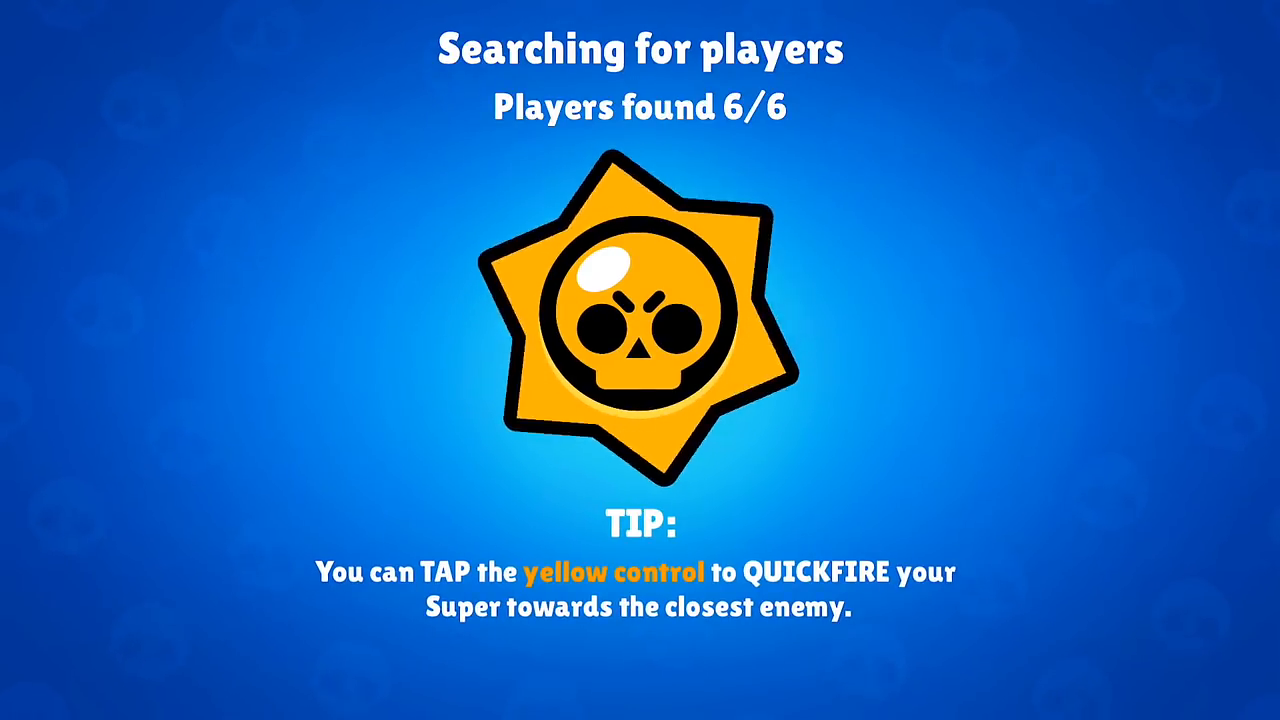 Searching for players
Players found 6/6
TIP:
You can TAP the yellow control to QUICKFIRE your
Super towards the closest enemy.